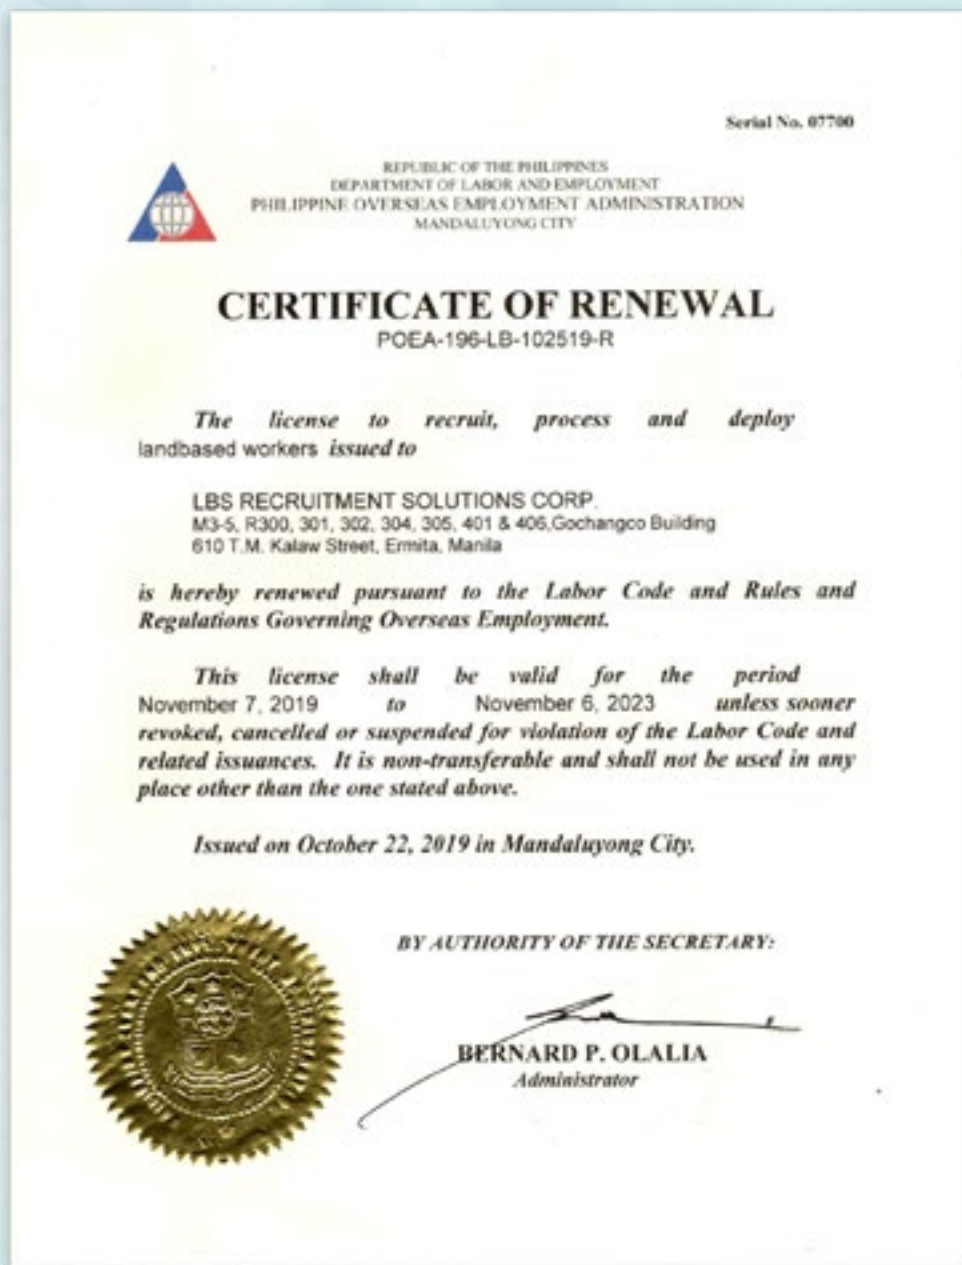 Serial No. 07700
REPUBLIC OF THE PHILIPPINES
DEPARTMENT OF LABOR AND EMPLOYMENT
PHILIPPINE OVERSEAS EMPLOYMENT ADMINISTRATION
MANDALUYONG CITY
CERTIFICATE OF RENEWAL
POEA-196-LB-102519-R
The license to recruit, process and deploy
landbased workers issued to
LBS RECRUITMENT SOLUTIONS CORP.
M3-5, R300, 301, 302, 304, 305, 401 & 406,Gochangco Building
610 T.M. Kalaw Street, Ermita, Manila
is hereby renewed pursuant to the Labor Code and Rules and
Regulations Governing Overseas Employment.
This license shall be valid for the period
November 7, 2019 to November 6, 2023 unless sooner
revoked, cancelled or suspended for violation of the Labor Code and
related issuances. It is non-transferable and shall not be used in any
place other than the one stated above.
Issued on October 22, 2019 in Mandaluyong City.
BY AUTHORITY OF THE SECRETARY:
BERNARD P. OLALIA
Administrator